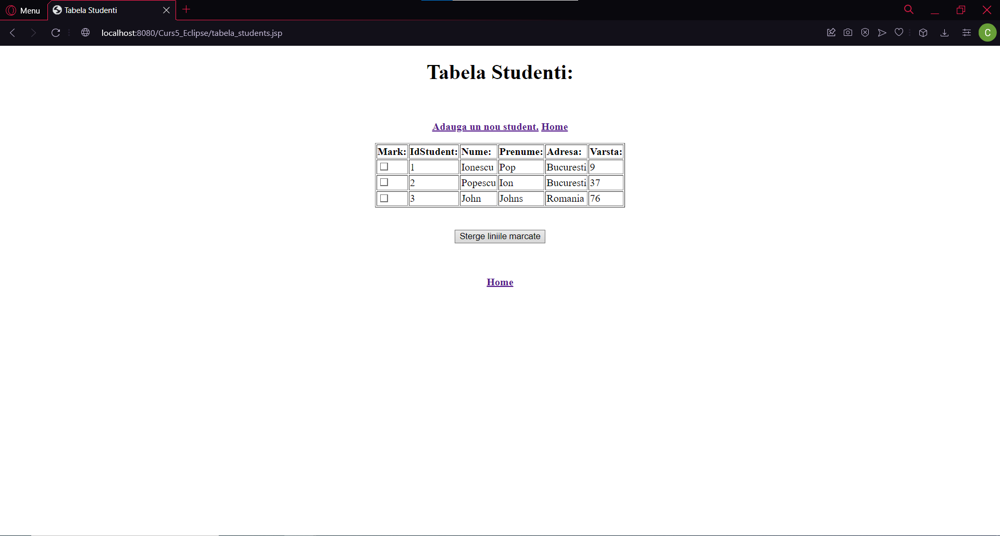 Menu Tabela Studenti
localhost:8080/Curs5_Eclipse/tabela_students.jsp C
Tabela Studenti:
Adauga un nou student. Home
Mark: IdStudent: Nume: Prenume: Adresa: Varsta:
1 Ionescu Pop Bucuresti 9
2 Popescu Ion Bucuresti 37
3 John Johns Romania 76
Sterge liniile marcate
Home